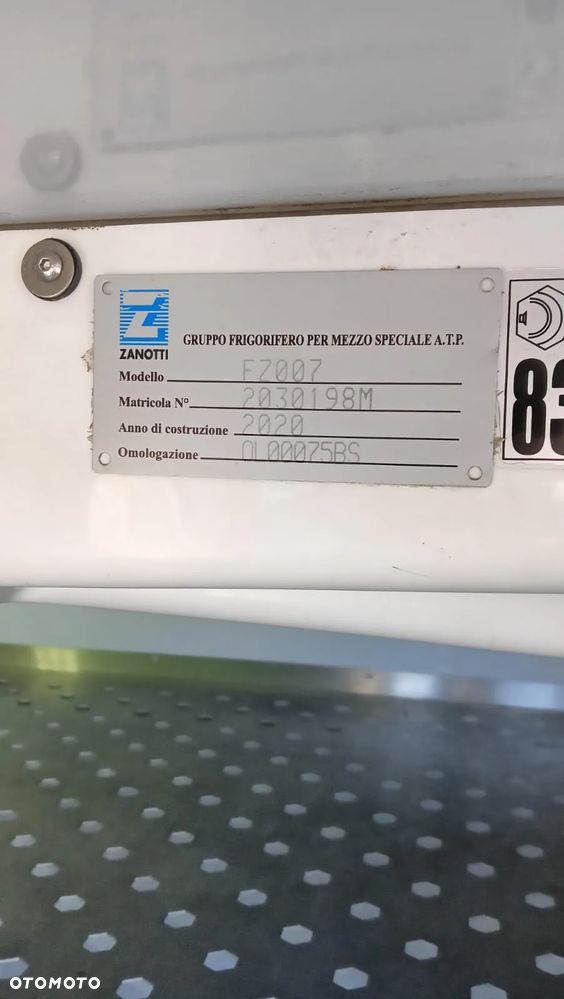 ZANOTTI
GRUPPO FRIGORIFERO PER MEZZO SPECIALE A.T.P.
Modello FZ007
Matricola N° 2030198M
Anno di costruzione 2020
Omologazione OL00075BS
83
OTOMOTO